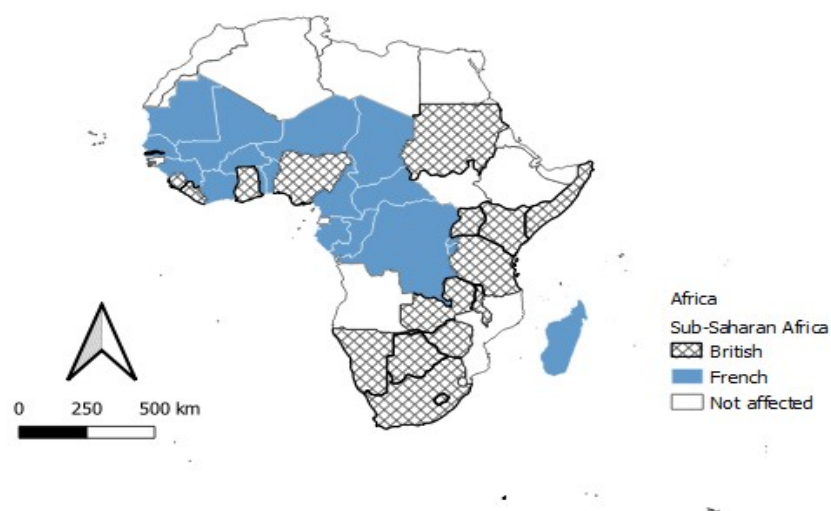 Africa
Sub-Saharan Africa
British
French
Not affected
0 250 500 km